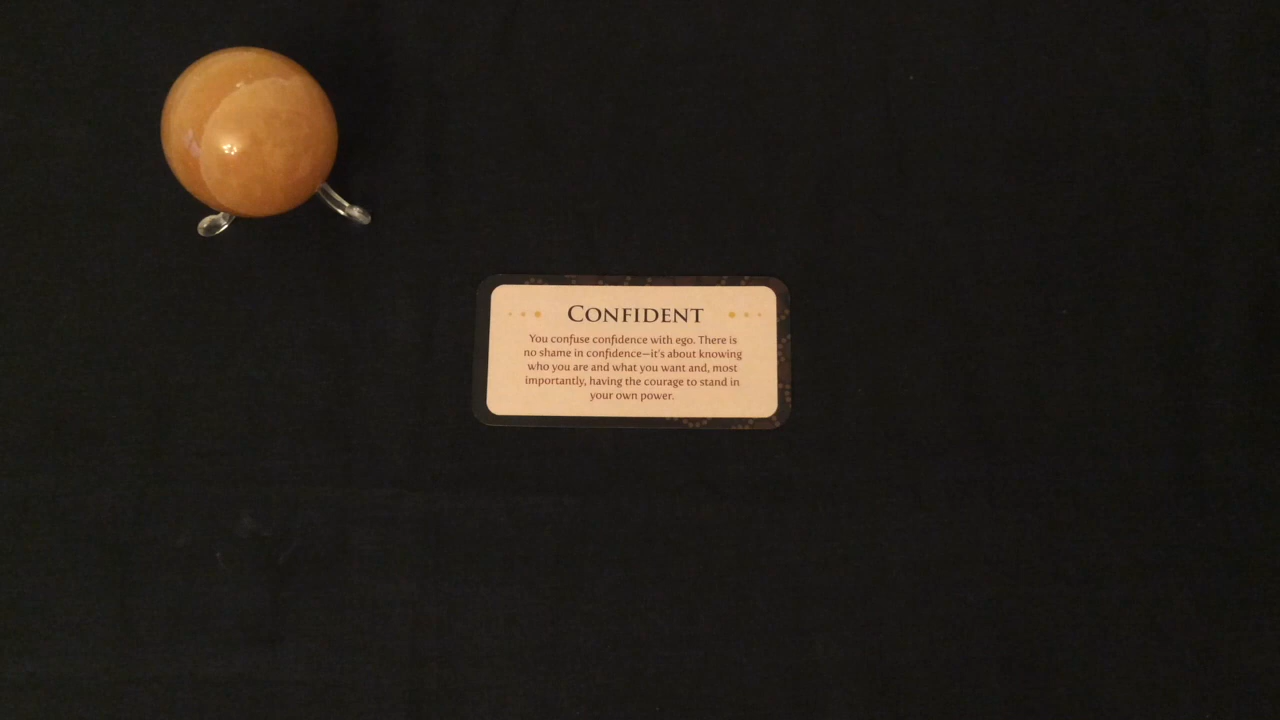 CONFIDENT
You confuse confidence with ego. There is
no shame in confidence—it's about knowing
who you are and what you want and, most
importantly, having the courage to stand in
your own power.